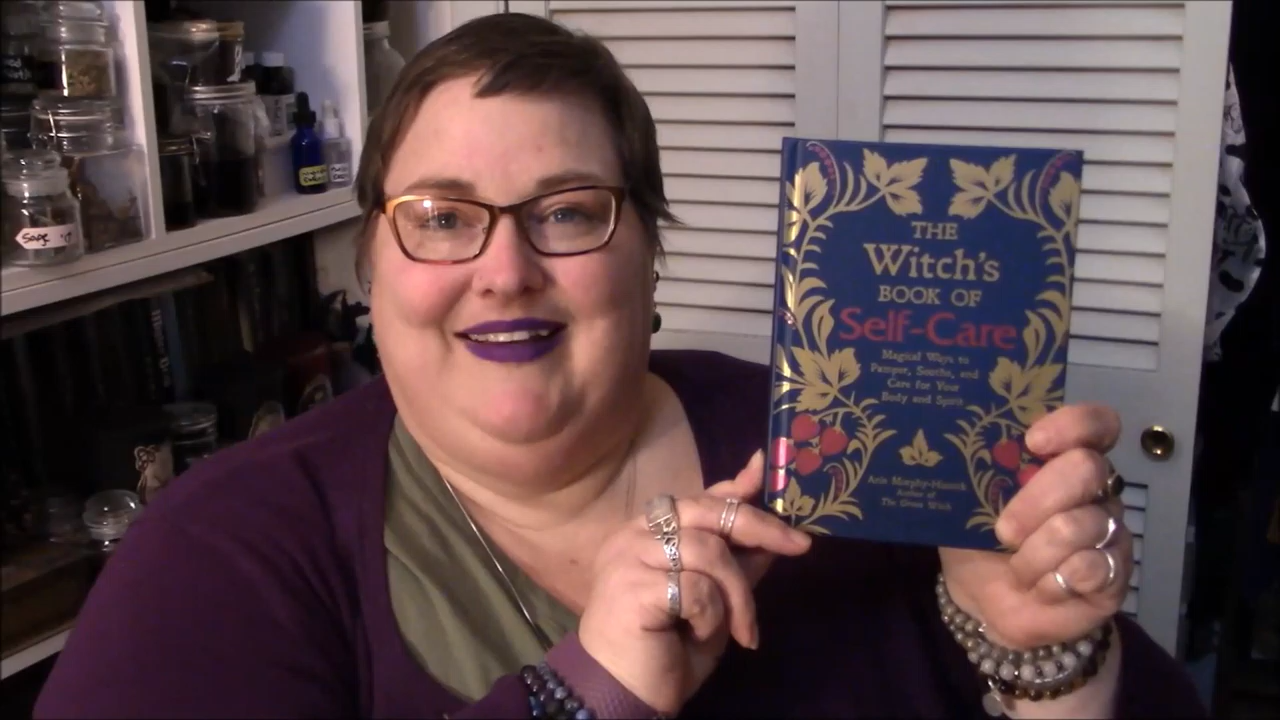 THE
Witch's
BOOK OF
Self-Care
Magical Ways to
Pamper, Soothe, and
Care for Your
Body and Spirit
Arin Murphy-Hiscock
Author of
The Green Witch
Sage